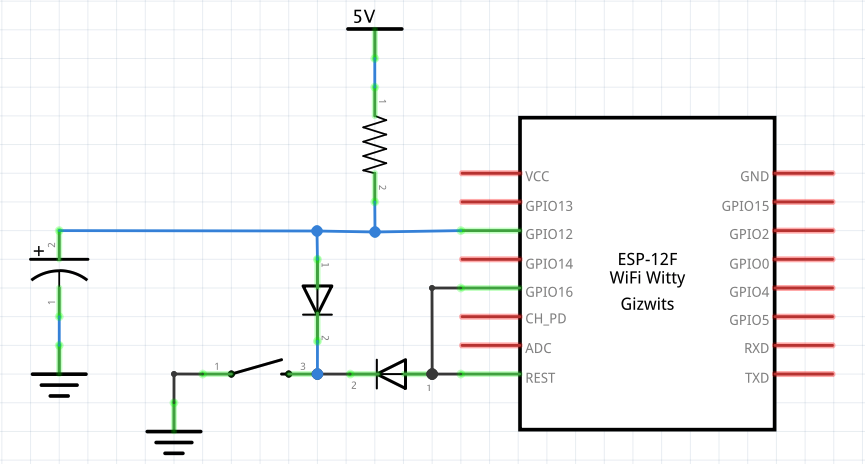 5V
1
2
+
2
1
1
2
1
3
2
1
VCC
GPIO13
GPIO12
GPIO14
GPIO16
CH_PD
ADC
REST
ESP-12F
WiFi Witty
Gizwits
GND
GPIO15
GPIO2
GPIO0
GPIO4
GPIO5
RXD
TXD